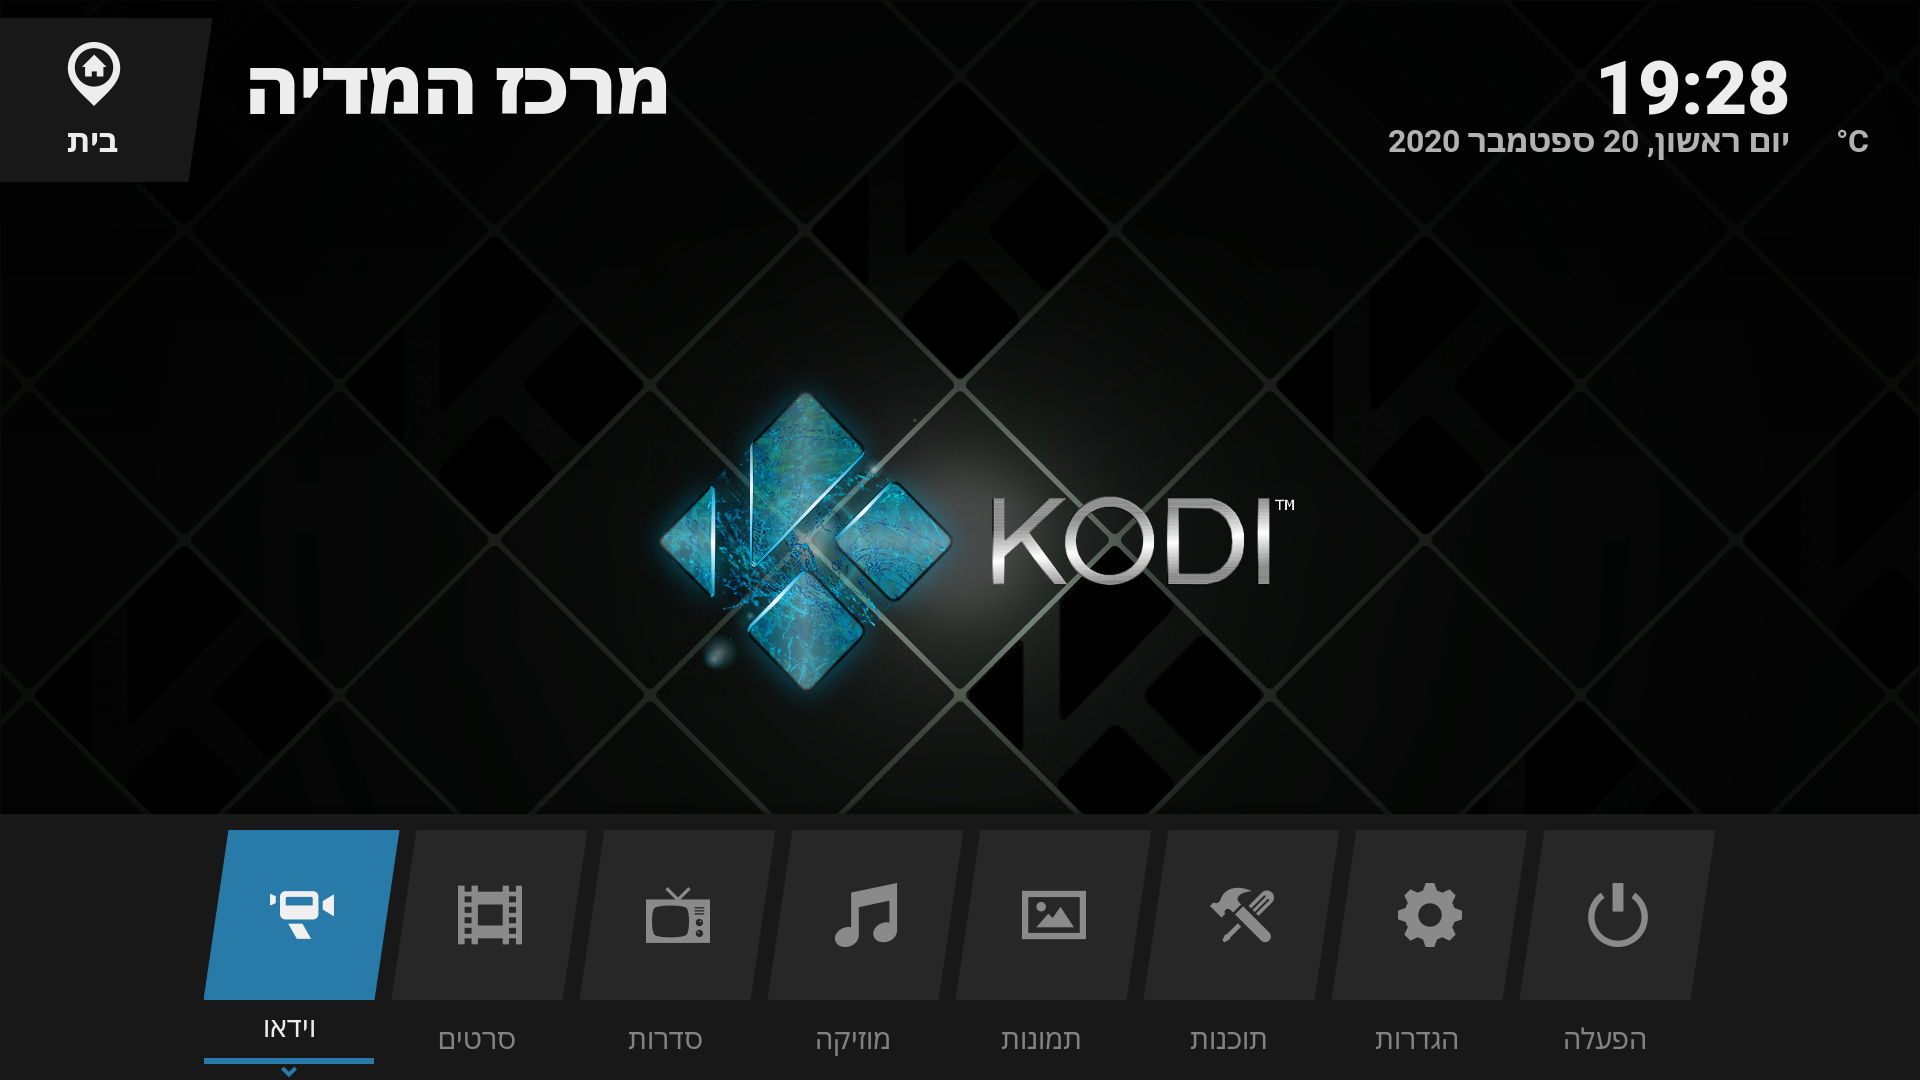 בית
מרכז המדיה
19:28
יום ראשון, 20 ספטמבר 2020
°C
KODI™
וידאו
סרטים
סדרות
מוזיקה
תמונות
תוכנות
הגדרות
הפעלה